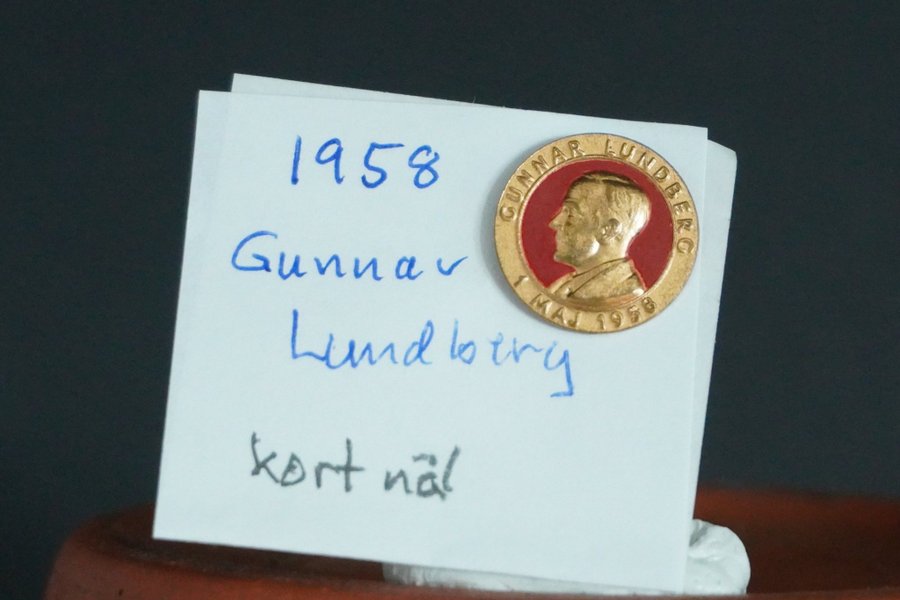 1958
Gunnar
Lundberg
kort nål
GUNNAR LUNDBERG
1 MAJ 1958